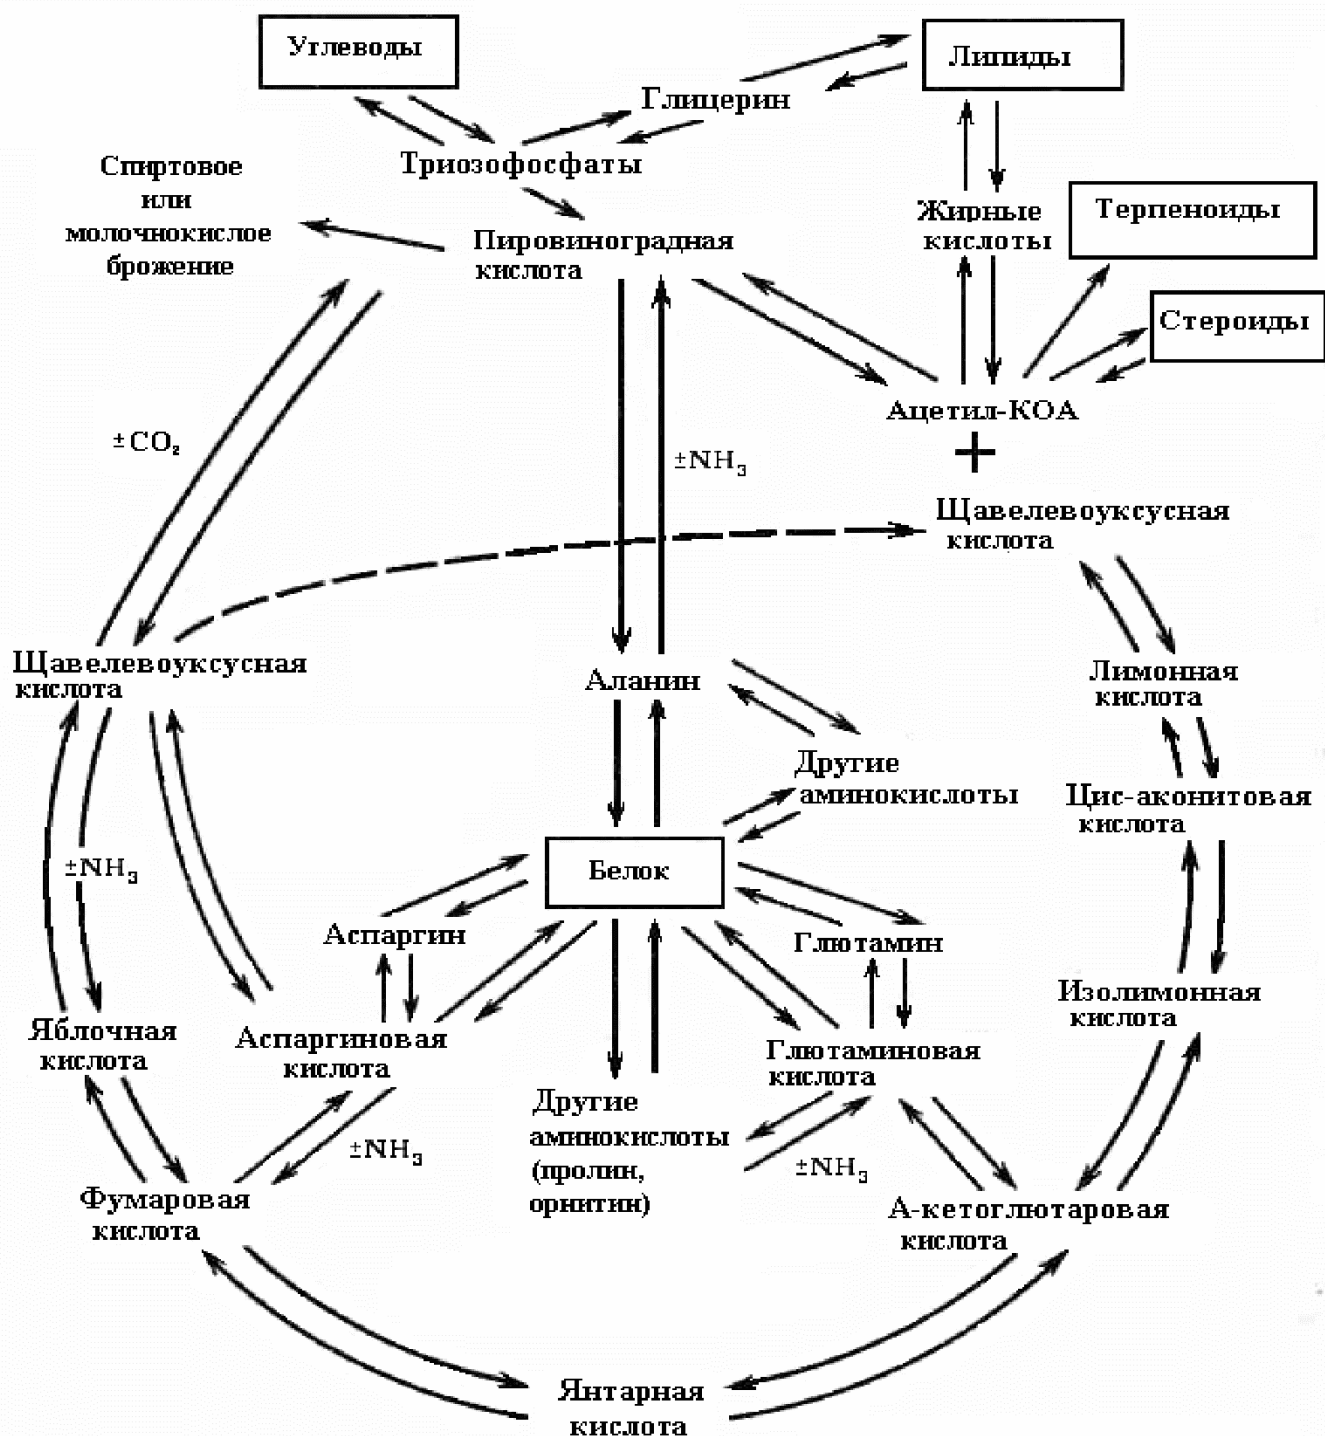 Углеводы
Липиды
Глицерин
Триозофосфаты
Спиртовое
или
молочнокислое
брожение
Жирные
кислоты
Терпеноиды
Пировиноградная
кислота
Стероиды
Ацетил-КОА
+
±CO₂
±NH₃
Щавелевоуксусная
кислота
Щавелевоуксусная
кислота
Аланин
Лимонная
кислота
Другие
аминокислоты
Цис-аконитовая
кислота
±NH₃
Белок
Аспаргин
Глютамин
Изолимонная
кислота
Яблочная
кислота
Аспаргиновая
кислота
Глютаминовая
кислота
Другие
аминокислоты
(пролин,
орнитин)
±NH₃
±NH₃
Фумаровая
кислота
А-кетоглютаровая
кислота
Янтарная
кислота